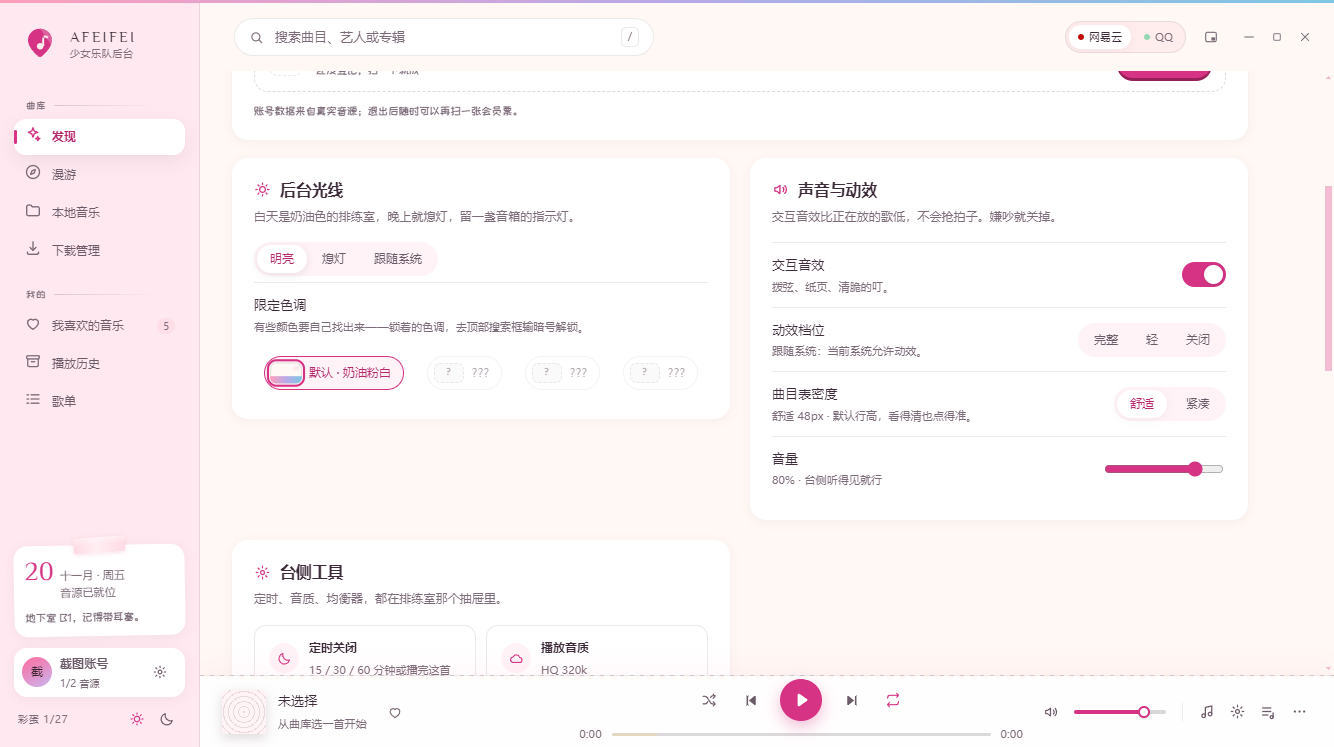 AFEIFEI
少女乐队后台
搜索曲目、艺人或专辑
/
网易云
QQ
曲库
发现
漫游
本地音乐
下载管理
我的
我喜欢的音乐
5
播放历史
歌单
20
十一月 · 周五
音源已就位
地下室 B1，记得带耳塞。
截
截图账号
1/2 音源
彩蛋 1/27
账号数据来自真实音源；退出后随时可以再扫一张会员票。
后台光线
白天是奶油色的排练室，晚上就熄灯，留一盏音箱的指示灯。
明亮
熄灯
跟随系统
限定色调
有些颜色要自己找出来——锁着的色调，去顶部搜索框输暗号解锁。
默认 · 奶油粉白
?
???
?
???
?
???
声音与动效
交互音效比正在放的歌低，不会抢拍子。嫌吵就关掉。
交互音效
拨弦、纸页、清脆的叮。
动效档位
跟随系统：当前系统允许动效。
完整
轻
关闭
曲目表密度
舒适 48px · 默认行高，看得清也点得准。
舒适
紧凑
音量
80% · 台侧听得见就行
台侧工具
定时、音质、均衡器，都在排练室那个抽屉里。
定时关闭
15 / 30 / 60 分钟或播完这首
播放音质
HQ 320k
未选择
从曲库选一首开始
0:00
0:00